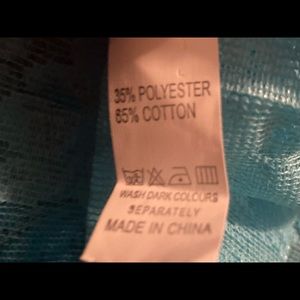 35% POLYESTER
65% COTTON
WASH DARK COLOURS
SEPARATELY
MADE IN CHINA